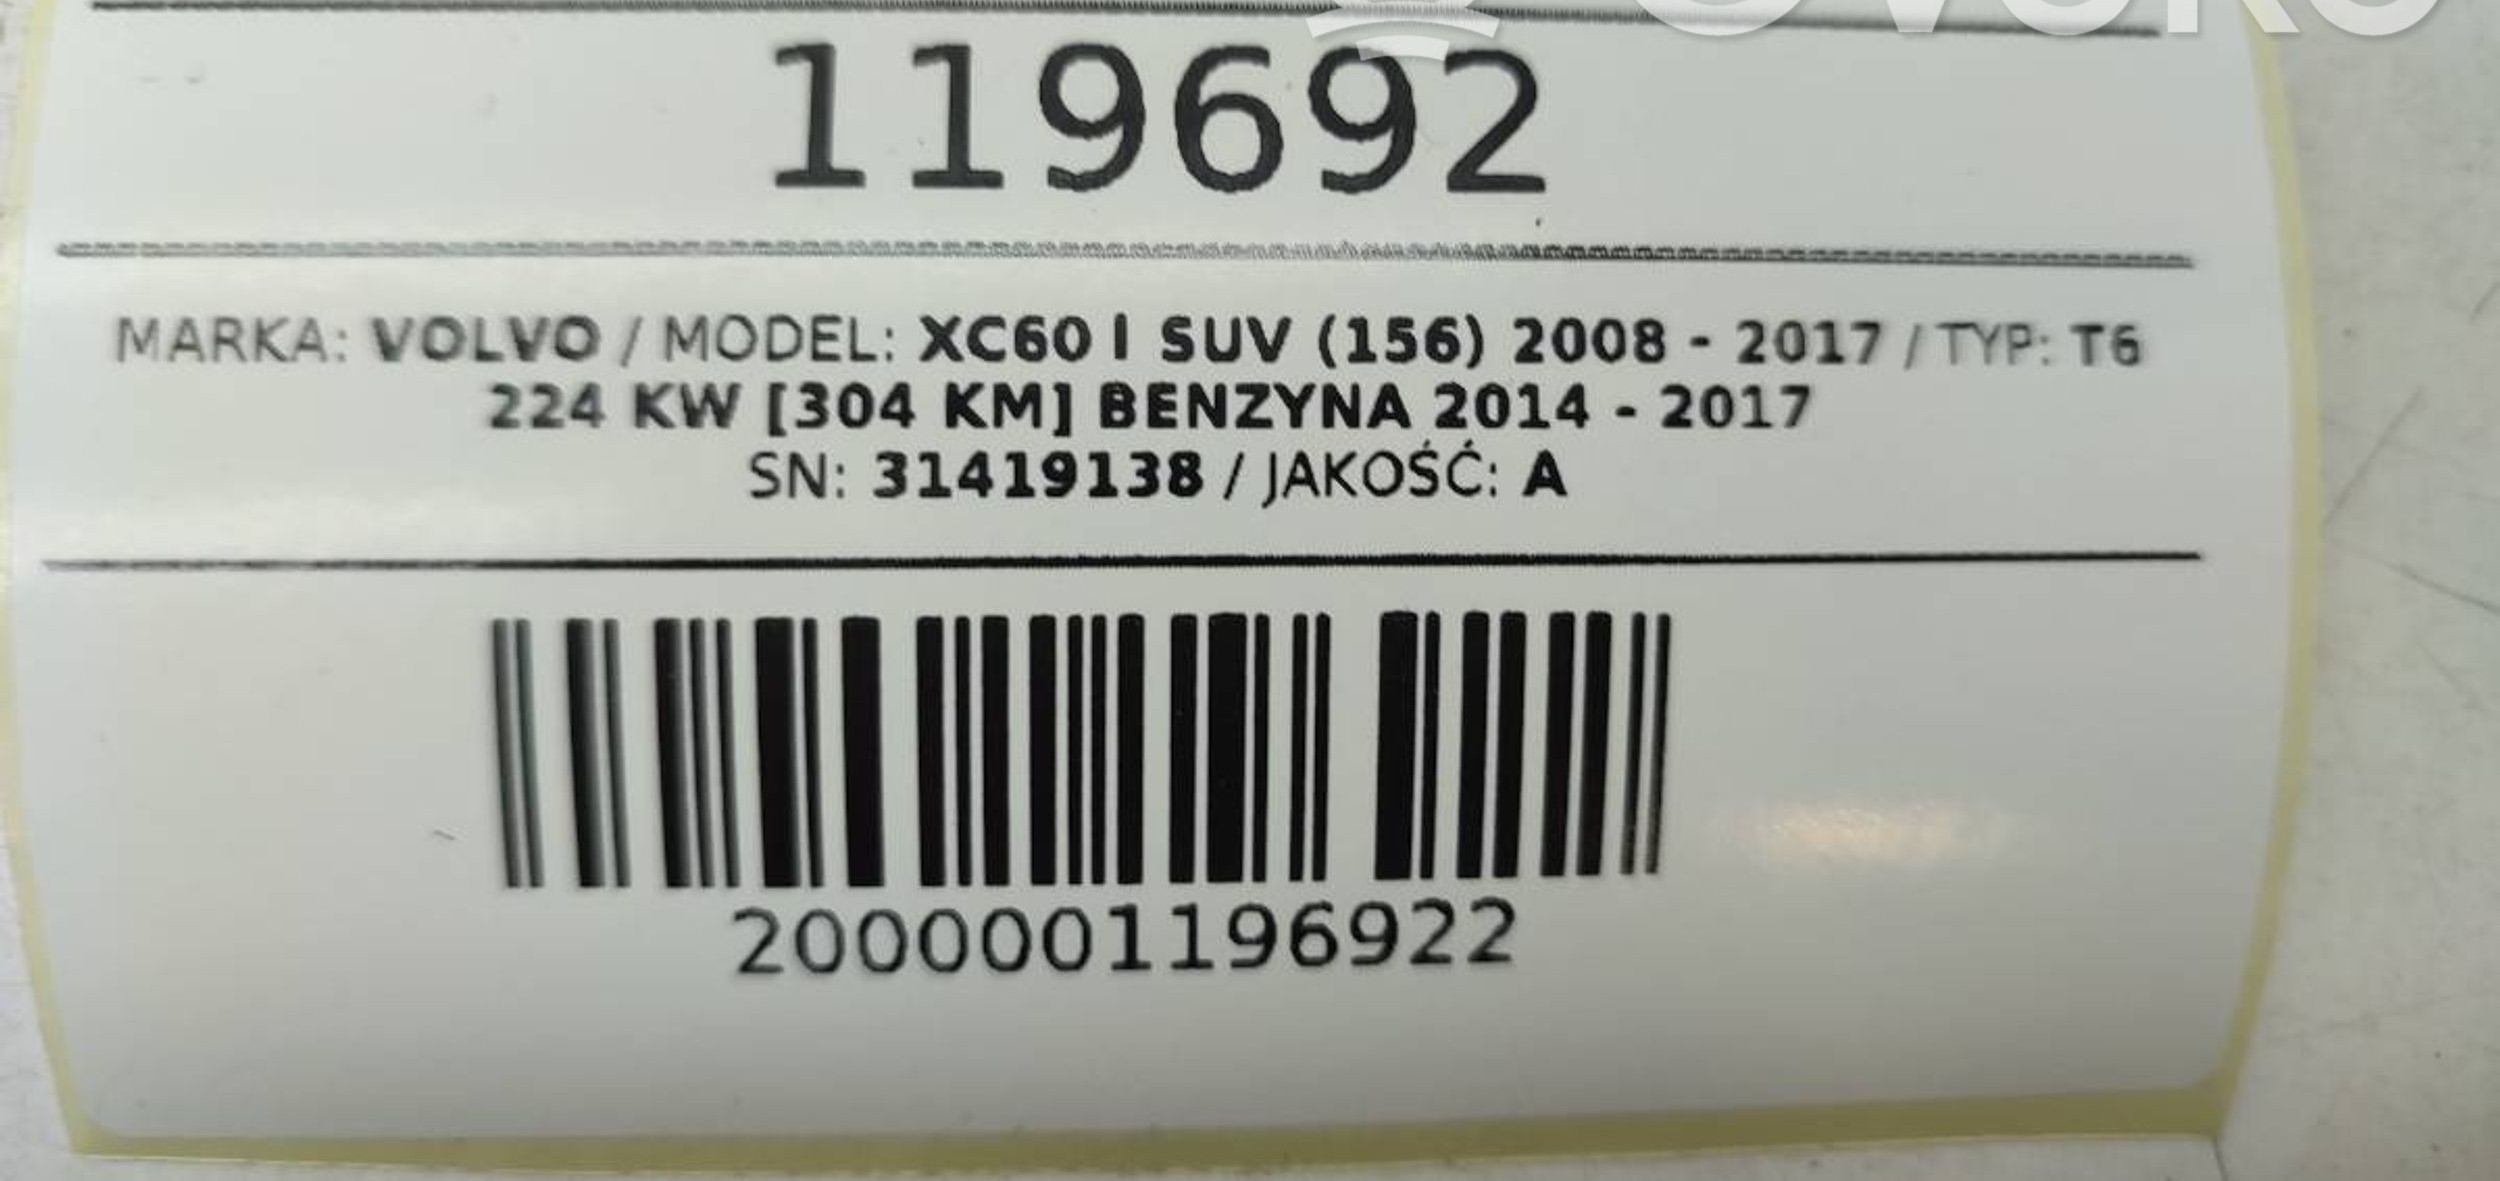 119692
MARKA: VOLVO / MODEL: XC60 I SUV (156) 2008 - 2017 / TYP: T6
224 KW [304 KM] BENZYNA 2014 - 2017
SN: 31419138 / JAKOŚĆ: A
2000001196922